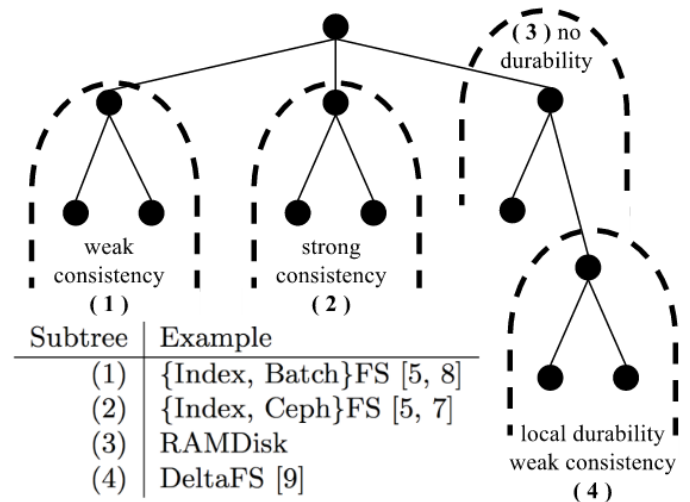 ( 3 ) no
durability
weak
consistency
( 1 )
strong
consistency
( 2 )
local durability
weak consistency
( 4 )
Subtree Example
(1) {Index, Batch}FS [5, 8]
(2) {Index, Ceph}FS [5, 7]
(3) RAMDisk
(4) DeltaFS [9]